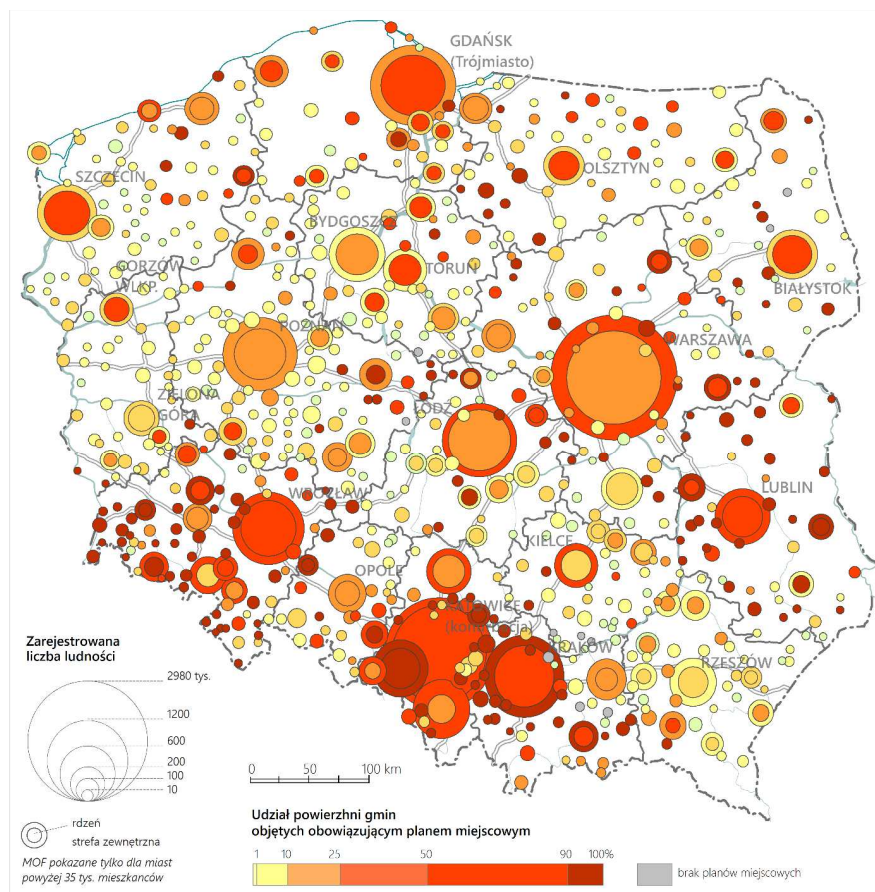 GDAŃSK
(Trójmiasto)
SZCZECIN
OLSZTYN
BYDGOSZCZ
GORZÓW
WLKP.
TORUŃ
BIAŁYSTOK
POZNAŃ
WARSZAWA
ZIELONA
GÓRA
ŁÓDŹ
WROCŁAW
LUBLIN
KIELCE
OPOLE
KATOWICE
(konurbacja)
KRAKÓW
RZESZÓW
Zarejestrowana
liczba ludności
2980 tys.
1200
600
200
100
10
rdzeń
strefa zewnętrzna
MOF pokazane tylko dla miast
powyżej 35 tys. mieszkańców
0 50 100 km
Udział powierzhni gmin
objętych obowiązującym planem miejscowym
1 10 25 50 90 100%
brak planów miejscowych